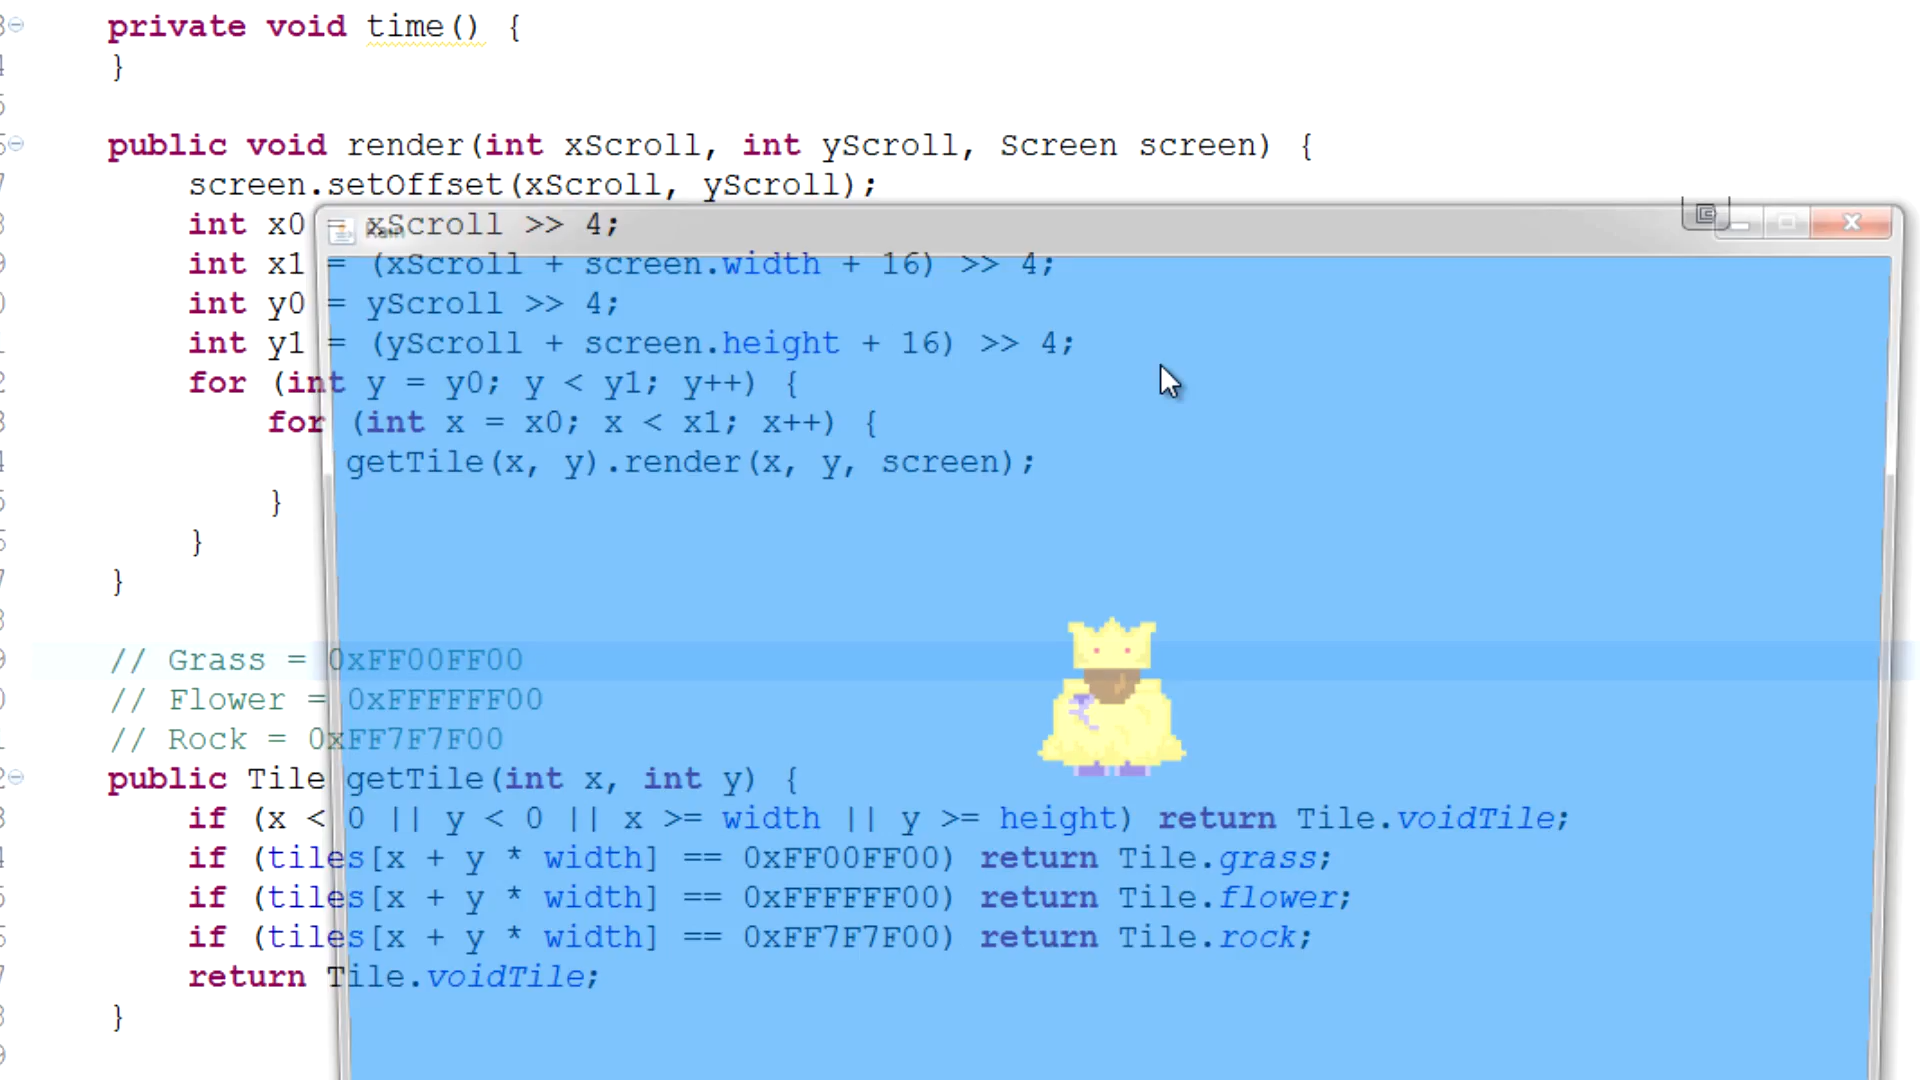 private void time() {
}
public void render(int xScroll, int yScroll, Screen screen) {
screen.setOffset(xScroll, yScroll);
int x0 = xScroll >> 4;
Rain
int x1 = (xScroll + screen.width + 16) >> 4;
int y0 = yScroll >> 4;
int y1 = (yScroll + screen.height + 16) >> 4;
for (int y = y0; y < y1; y++) {
for (int x = x0; x < x1; x++) {
getTile(x, y).render(x, y, screen);
}
}
}
// Grass = 0xFF00FF00
// Flower = 0xFFFFFF00
// Rock = 0xFF7F7F00
public Tile getTile(int x, int y) {
if (x < 0 || y < 0 || x >= width || y >= height) return Tile.voidTile;
if (tiles[x + y * width] == 0xFF00FF00) return Tile.grass;
if (tiles[x + y * width] == 0xFFFFFF00) return Tile.flower;
if (tiles[x + y * width] == 0xFF7F7F00) return Tile.rock;
return Tile.voidTile;
}